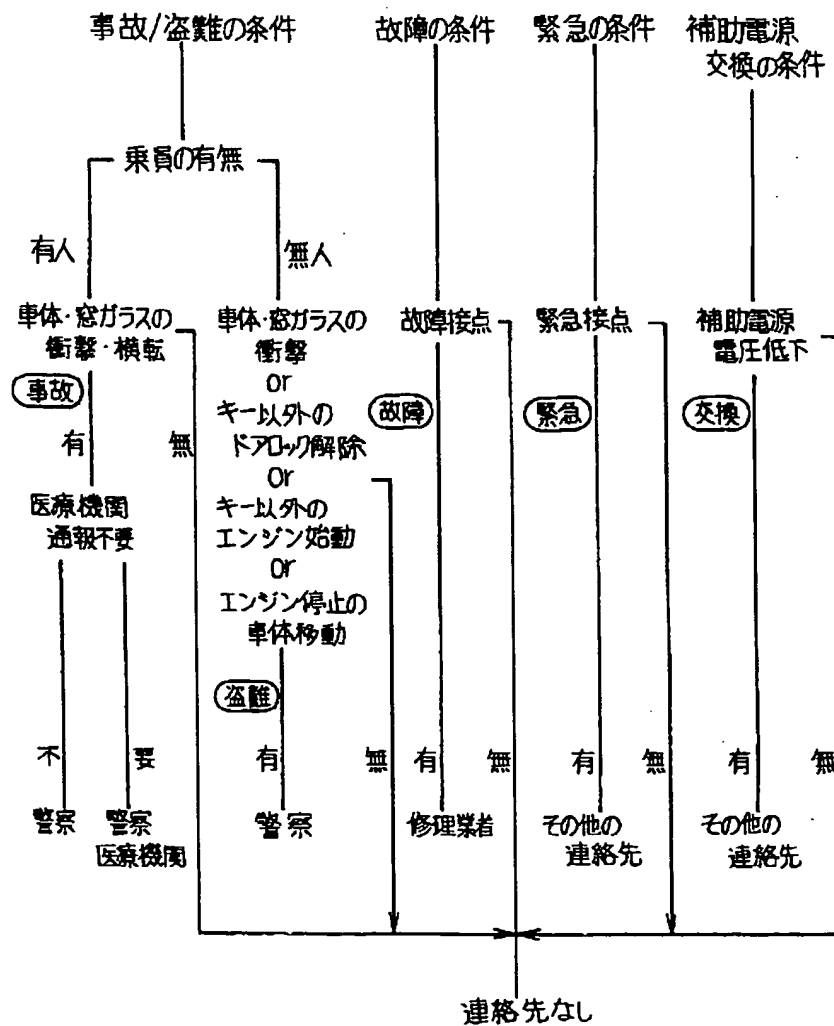 事故/盗難の条件
故障の条件
緊急の条件
補助電源
交換の条件
乗員の有無
有人
無人
車体・窓ガラスの
衝撃・横転
車体・窓ガラスの
衝撃
or
キー以外の
ドアロック解除
or
キー以外の
エンジン始動
or
エンジン停止の
車体移動
故障接点
緊急接点
補助電源
電圧低下
事故
故障
緊急
交換
有
無
医療機関
通報不要
盗難
不
要
有
無
有
無
有
無
有
無
警察
警察
医療機関
警察
修理業者
その他の
連絡先
その他の
連絡先
連絡先なし